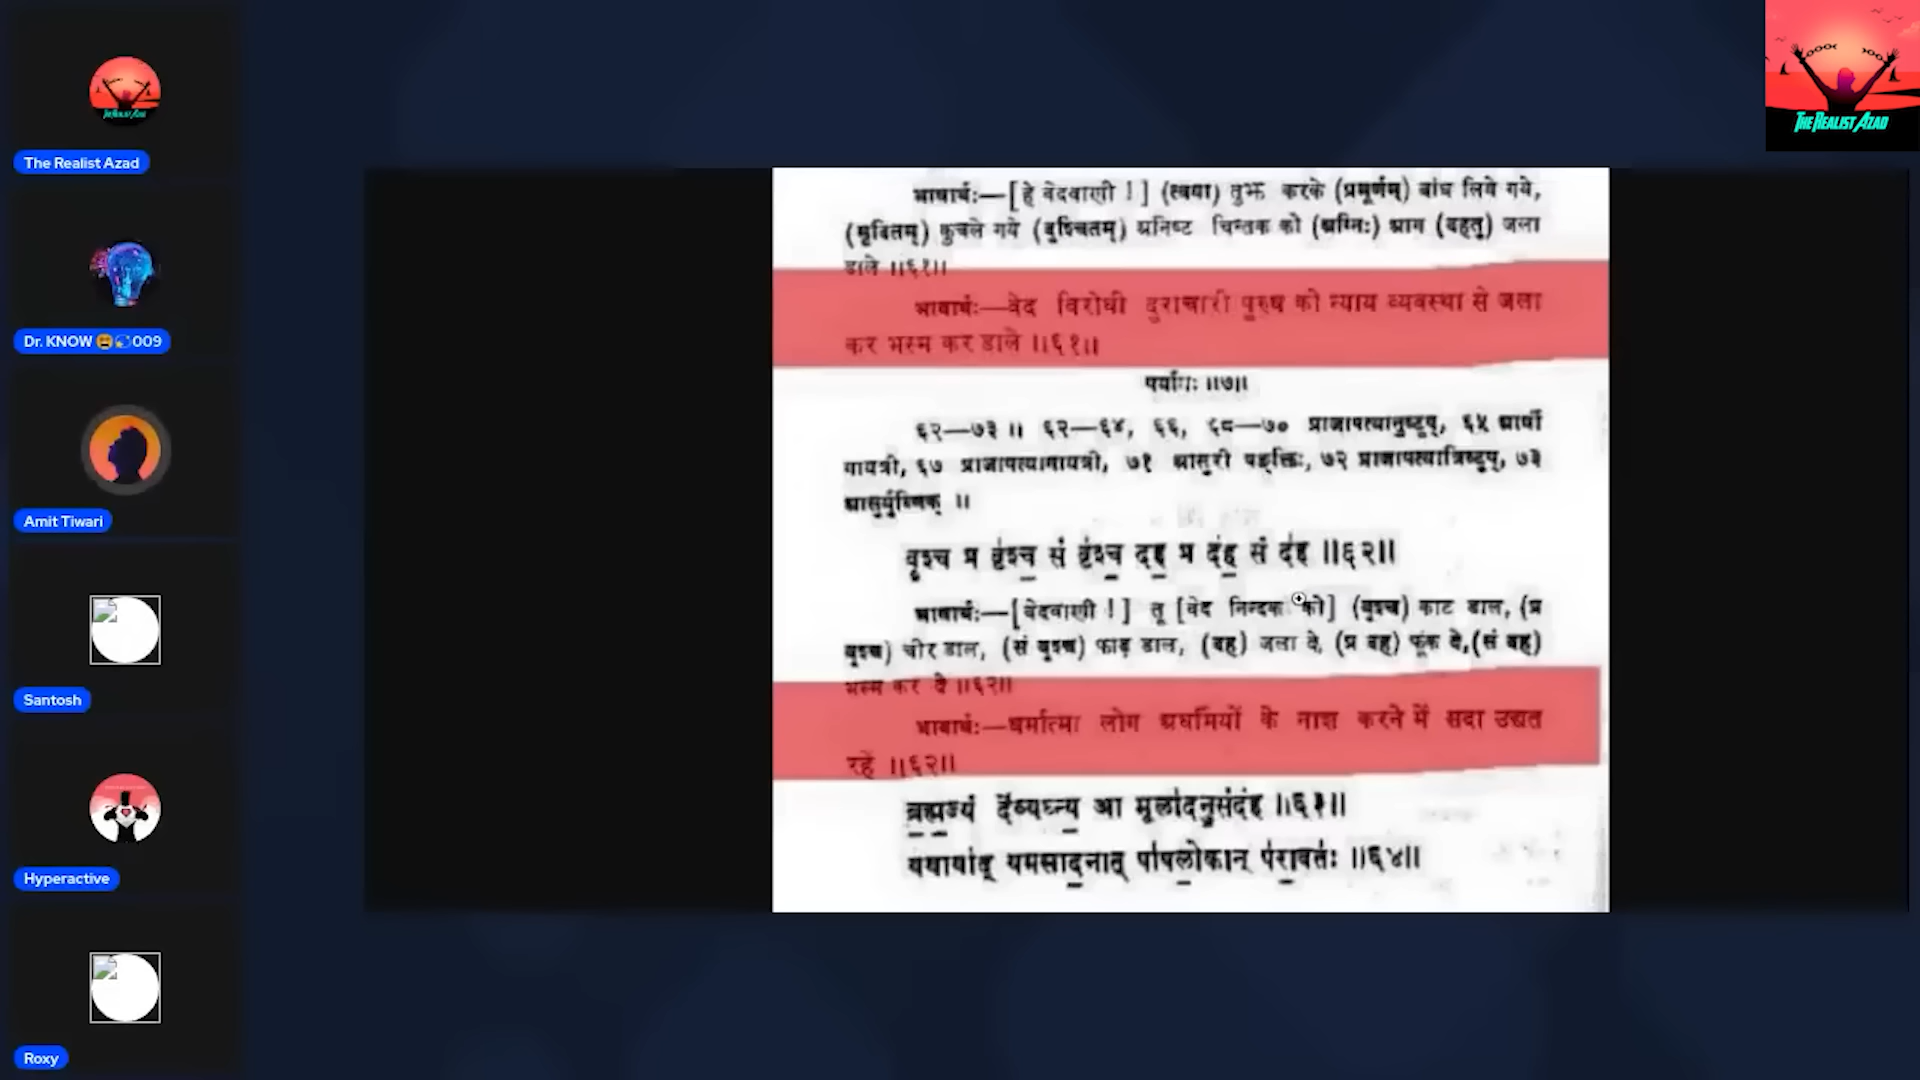 The Realist Azad
Dr. KNOW 😩💫009
Amit Tiwari
Santosh
Hyperactive
Roxy
THE REALIST AZAD
THE REALIST AZAD
भाषार्थः—[हे वेदवाणी !] (त्वया) तुझ करके (प्रमूर्णम्) बांध लिये गये,
(मृदितम्) कुचले गये (दुश्चितम्) अनिष्ट चिन्तक को (अग्निः) आग (दहतु) जला
डाले ॥६१॥
भावार्थः—वेद विरोधी दुराचारी पुरुष को न्याय व्यवस्था से जला
कर भस्म कर डाले ॥६१॥
पर्यायः ॥७॥
६२—७३ ॥ ६२—६४, ६६, ६८—७० प्राजापत्यानुष्टुप्, ६५ आर्षी
गायत्री, ६७ प्राजापत्यागायत्री, ७१ आसुरी पङ्क्तिः, ७२ प्राजापत्यात्रिष्टुप्, ७३
आसुर्युष्णिक् ॥
वृश्च प्र वृश्च सं वृश्च दह प्र दह सं दह ॥६२॥
भाषार्थः—[वेदवाणी !] तू [वेद निन्दक को] (वृश्च) काट डाल, (प्र
वृश्च) चीर डाल, (सं वृश्च) फाड़ डाल, (दह) जला दे, (प्र दह) फूंक दे,(सं दह)
भस्म कर दे ॥६२॥
भावार्थः—धर्मात्मा लोग अधर्मियों के नाश करने में सदा उद्यत
रहें ॥६२॥
ब्रह्मज्यं देव्यघ्न्य आ मूलादनुसंदह ॥६३॥
यथायाद् यमसादनात् पापलोकान् परावतः ॥६४॥